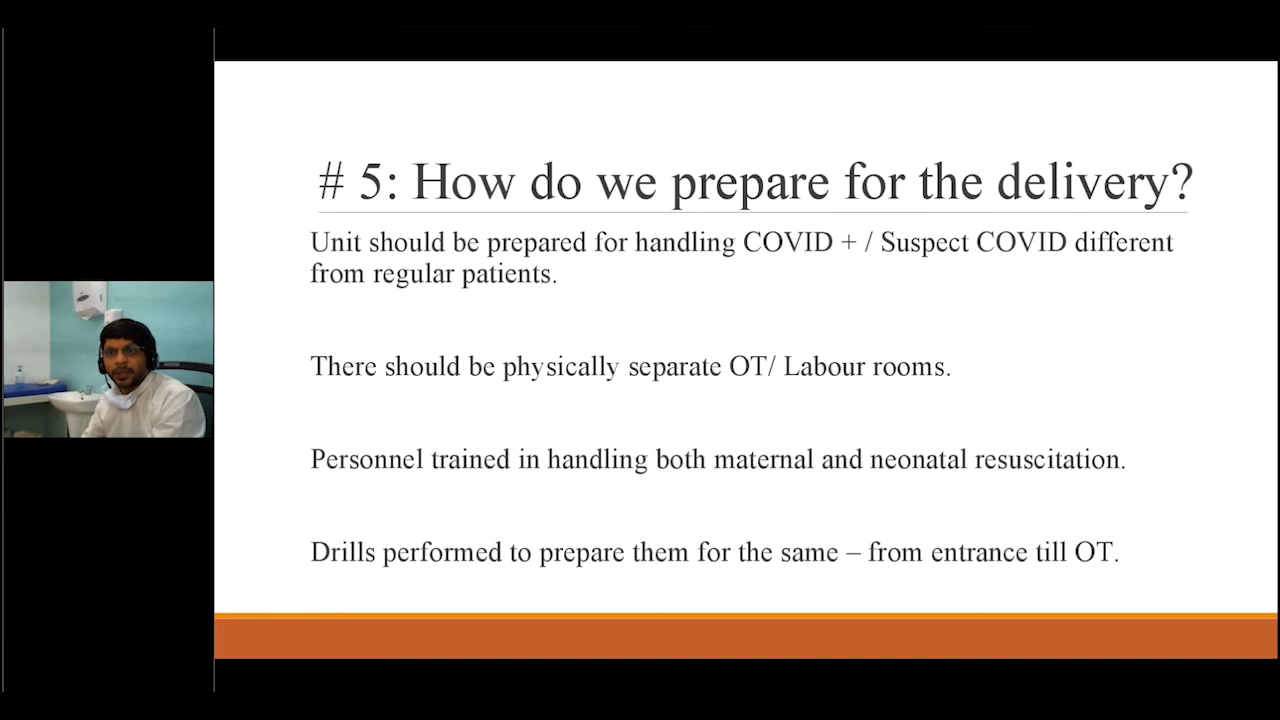 # 5: How do we prepare for the delivery?
Unit should be prepared for handling COVID + / Suspect COVID different
from regular patients.
There should be physically separate OT/ Labour rooms.
Personnel trained in handling both maternal and neonatal resuscitation.
Drills performed to prepare them for the same – from entrance till OT.